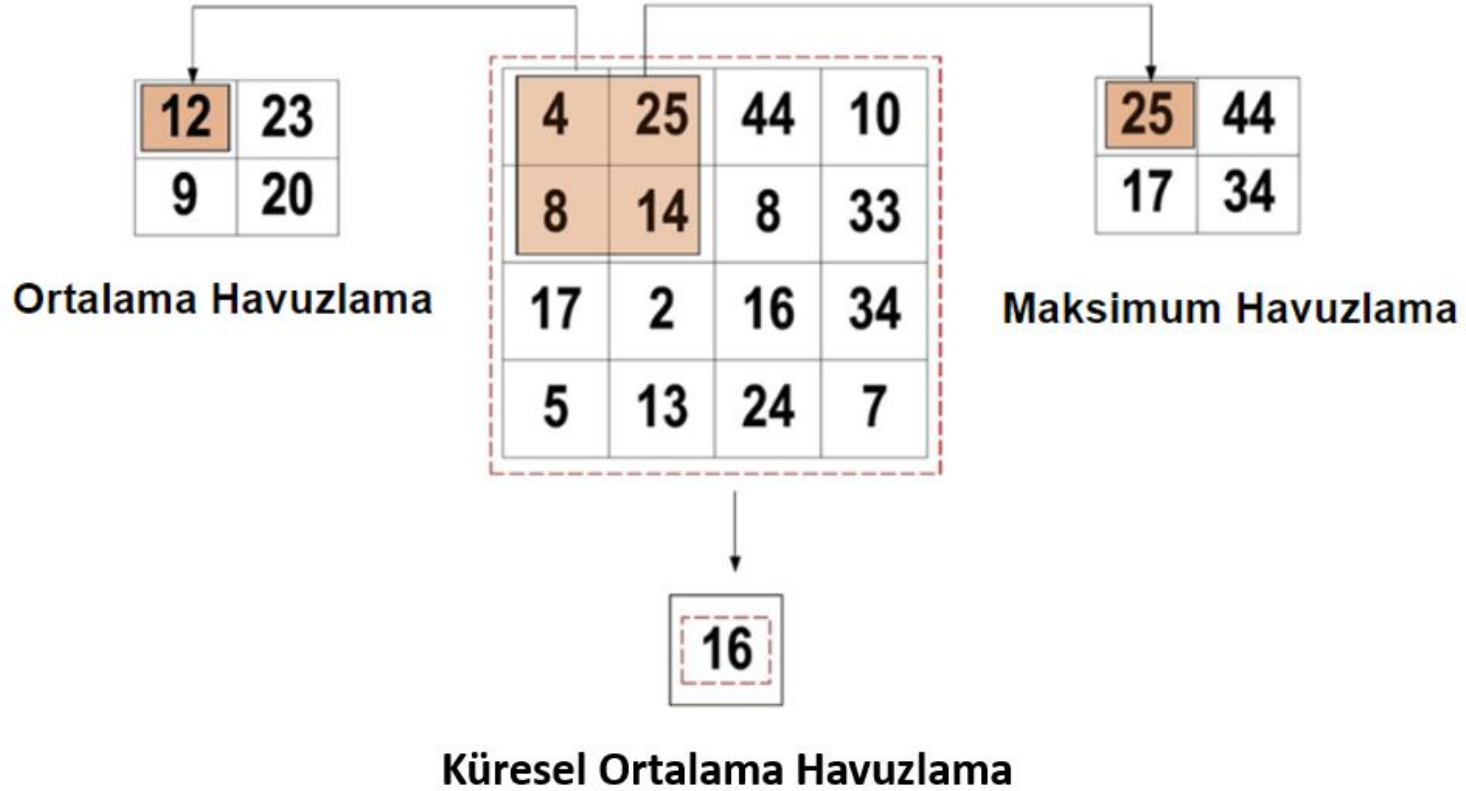 12 23
9 20
Ortalama Havuzlama
4 25 44 10
8 14 8 33
17 2 16 34
5 13 24 7
25 44
17 34
Maksimum Havuzlama
16
Küresel Ortalama Havuzlama